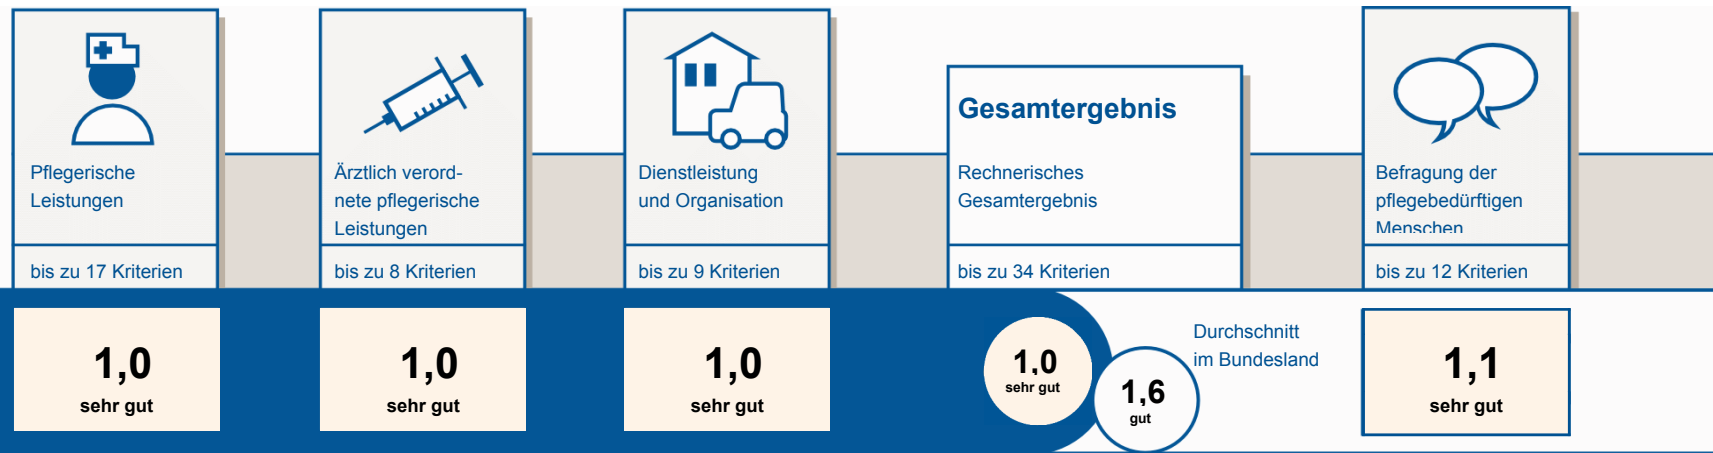 Pflegerische
Leistungen
bis zu 17 Kriterien
1,0
sehr gut
Ärztlich verord-
nete pflegerische
Leistungen
bis zu 8 Kriterien
1,0
sehr gut
Dienstleistung
und Organisation
bis zu 9 Kriterien
1,0
sehr gut
Gesamtergebnis
Rechnerisches
Gesamtergebnis
bis zu 34 Kriterien
1,0
sehr gut
1,6
gut
Durchschnitt
im Bundesland
Befragung der
pflegebedürftigen
Menschen
bis zu 12 Kriterien
1,1
sehr gut